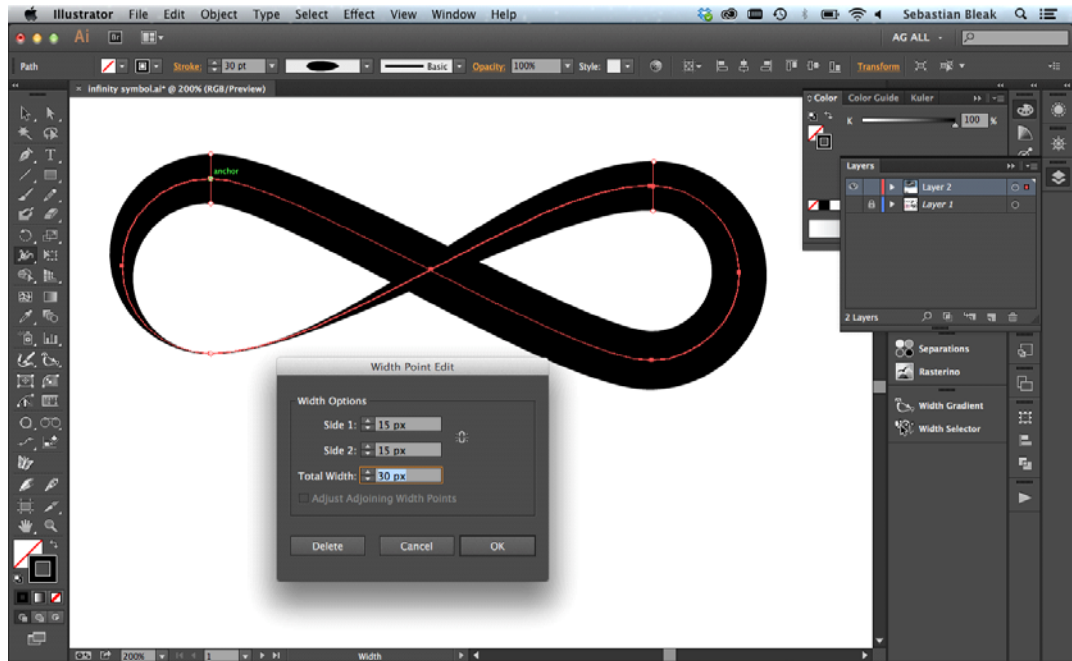 Illustrator File Edit Object Type Select Effect View Window Help Sebastian Bleak
Ai Br AG ALL
Path Stroke: 30 pt Basic Opacity: 100% Style: Transform
× infinity symbol.ai* @ 200% (RGB/Preview)
Color Color Guide Kuler
K 100 %
anchor
Layers
Layer 2
Layer 1
2 Layers
Separations
Rasterino
Width Gradient
Width Selector
Width Point Edit
Width Options
Side 1: 15 px
Side 2: 15 px
Total Width: 30 px
Adjust Adjoining Width Points
Delete Cancel OK
200% 1 Width